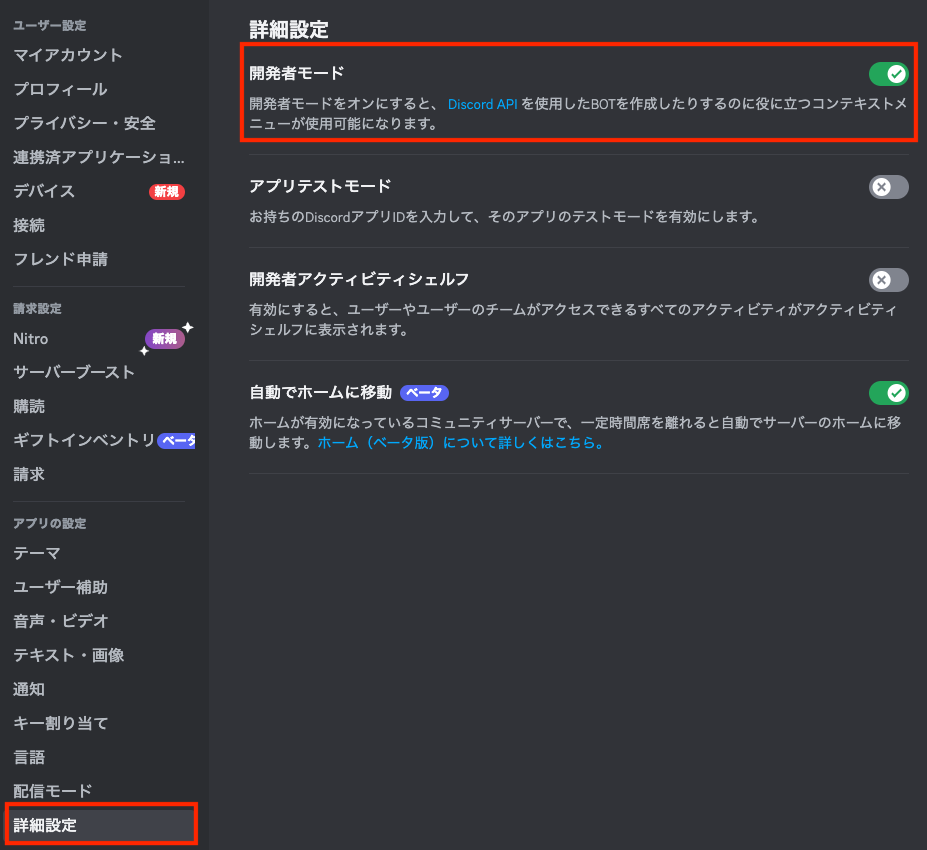 ユーザー設定
マイアカウント
プロフィール
プライバシー・安全
連携済アプリケーショ...
デバイス 新規
接続
フレンド申請
請求設定
Nitro 新規
サーバーブースト
購読
ギフトインベントリ ベータ
請求
アプリの設定
テーマ
ユーザー補助
音声・ビデオ
テキスト・画像
通知
キー割り当て
言語
配信モード
詳細設定
詳細設定
開発者モード
開発者モードをオンにすると、 Discord API を使用したBOTを作成したりするのに役に立つコンテキストメ
ニューが使用可能になります。
アプリテストモード
お持ちのDiscordアプリIDを入力して、そのアプリのテストモードを有効にします。
開発者アクティビティシェルフ
有効にすると、ユーザーやユーザーのチームがアクセスできるすべてのアクティビティがアクティビティ
シェルフに表示されます。
自動でホームに移動 ベータ
ホームが有効になっているコミュニティサーバーで、一定時間席を離れると自動でサーバーのホームに移
動します。ホーム（ベータ版）について詳しくはこちら。